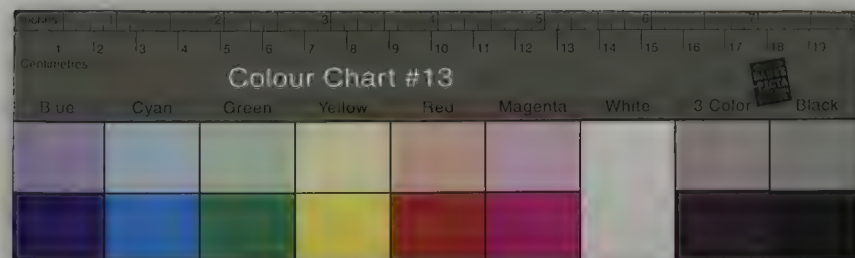 Inches 1 2 3 4 5 6 7 8
1 2 3 4 5 6 7 8 9 10 11 12 13 14 15 16 17 18 19
Centimetres
Colour Chart #13
Blue Cyan Green Yellow Red Magenta White 3 Color Black